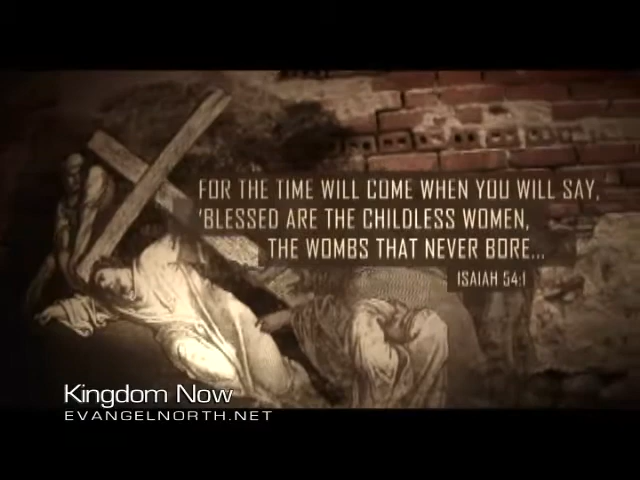 FOR THE TIME WILL COME WHEN YOU WILL SAY,
'BLESSED ARE THE CHILDLESS WOMEN,
THE WOMBS THAT NEVER BORE...
ISAIAH 54:1
Kingdom Now
EVANGELNORTH.NET